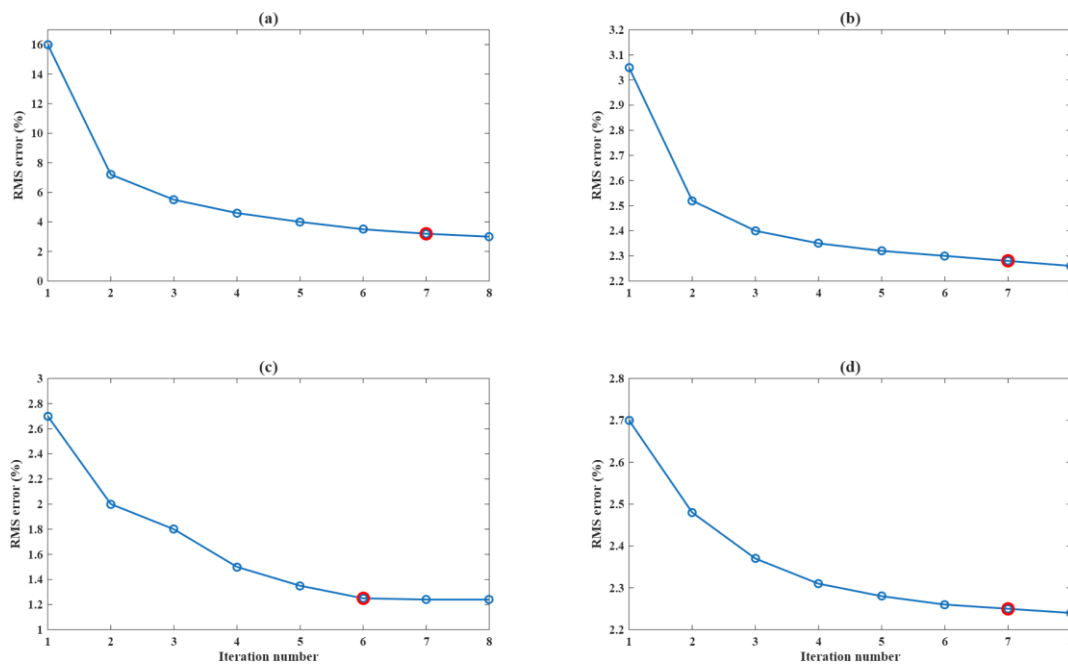 (a)
RMS error (%)
16
14
12
10
8
6
4
2
0
1 2 3 4 5 6 7 8
(b)
RMS error (%)
3.2
3.1
3
2.9
2.8
2.7
2.6
2.5
2.4
2.3
2.2
1 2 3 4 5 6 7
(c)
RMS error (%)
3
2.8
2.6
2.4
2.2
2
1.8
1.6
1.4
1.2
1
1 2 3 4 5 6 7 8
Iteration number
(d)
RMS error (%)
2.8
2.7
2.6
2.5
2.4
2.3
2.2
1 2 3 4 5 6 7
Iteration number